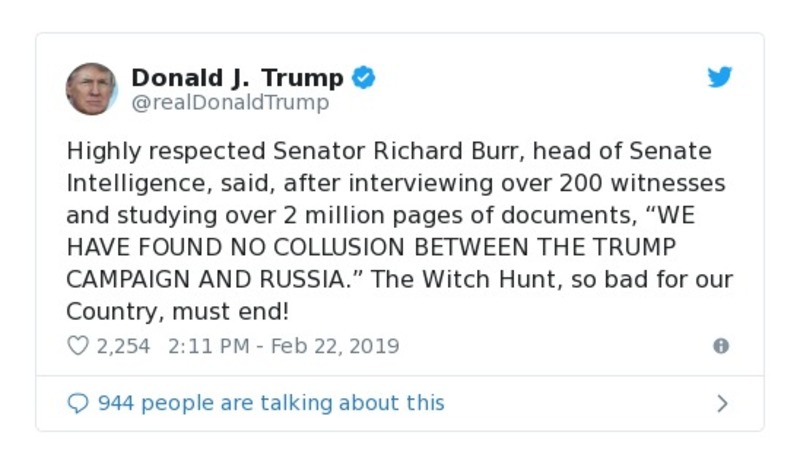 Donald J. Trump
@realDonaldTrump
Highly respected Senator Richard Burr, head of Senate
Intelligence, said, after interviewing over 200 witnesses
and studying over 2 million pages of documents, “WE
HAVE FOUND NO COLLUSION BETWEEN THE TRUMP
CAMPAIGN AND RUSSIA.” The Witch Hunt, so bad for our
Country, must end!
2,254 2:11 PM - Feb 22, 2019
944 people are talking about this